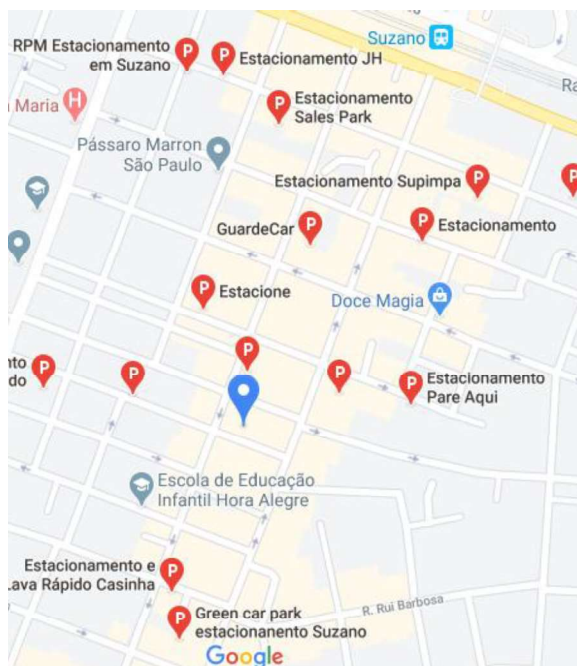 Suzano
RPM Estacionamento
em Suzano
P
P
Estacionamento JH
Ra
Maria
H
P
Estacionamento
Sales Park
Pássaro Marron
São Paulo
Estacionamento Supimpa
P
P
GuardeCar
P
P
Estacionamento
P
Estacione
Doce Magia
nto
do
P
P
P
P
P
Estacionamento
Pare Aqui
Escola de Educação
Infantil Hora Alegre
Estacionamento e
Lava Rápido Casinha
P
R. Rui Barbosa
P
Green car park
estacionanento Suzano
Google